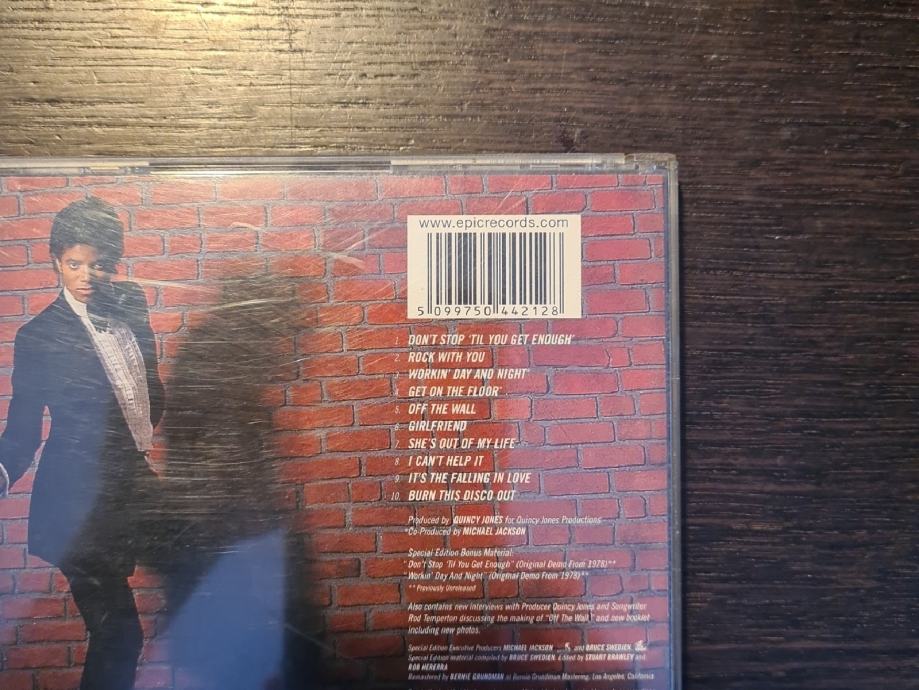 www.epicrecords.com
5 099750 442128
1. DON'T STOP 'TIL YOU GET ENOUGH*
2. ROCK WITH YOU
3. WORKIN' DAY AND NIGHT*
4. GET ON THE FLOOR*
5. OFF THE WALL
6. GIRLFRIEND
7. SHE'S OUT OF MY LIFE
8. I CAN'T HELP IT
9. IT'S THE FALLING IN LOVE
10. BURN THIS DISCO OUT
Produced by QUINCY JONES for Quincy Jones Productions
*Co-Produced by MICHAEL JACKSON
Special Edition Bonus Material:
"Don't Stop 'Til You Get Enough" (Original Demo From 1978)**
"Workin' Day And Night" (Original Demo From 1978)**
**Previously Unreleased
Also contains new interviews with Producer Quincy Jones and Songwriter
Rod Temperton discussing the making of "Off The Wall" and new booklet
including new photos.
Special Edition Executive Producers MICHAEL JACKSON and BRUCE SWEDIEN.
Special Edition material compiled by BRUCE SWEDIEN. Edited by STUART BRAWLEY and
ROB HERERRA
Remastered by BERNIE GRUNDMAN at Bernie Grundman Mastering, Los Angeles, California